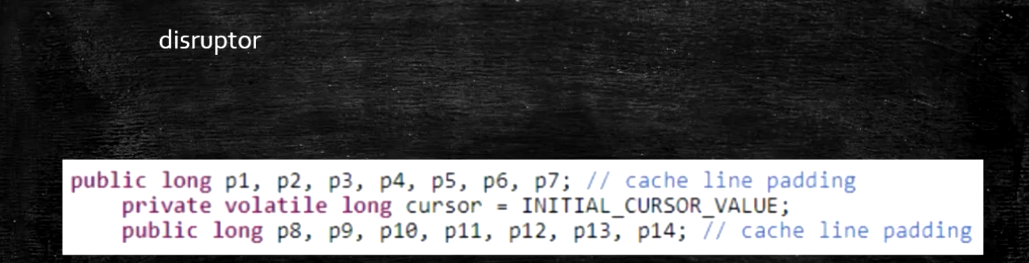 disruptor
public long p1, p2, p3, p4, p5, p6, p7; // cache line padding
private volatile long cursor = INITIAL_CURSOR_VALUE;
public long p8, p9, p10, p11, p12, p13, p14; // cache line padding